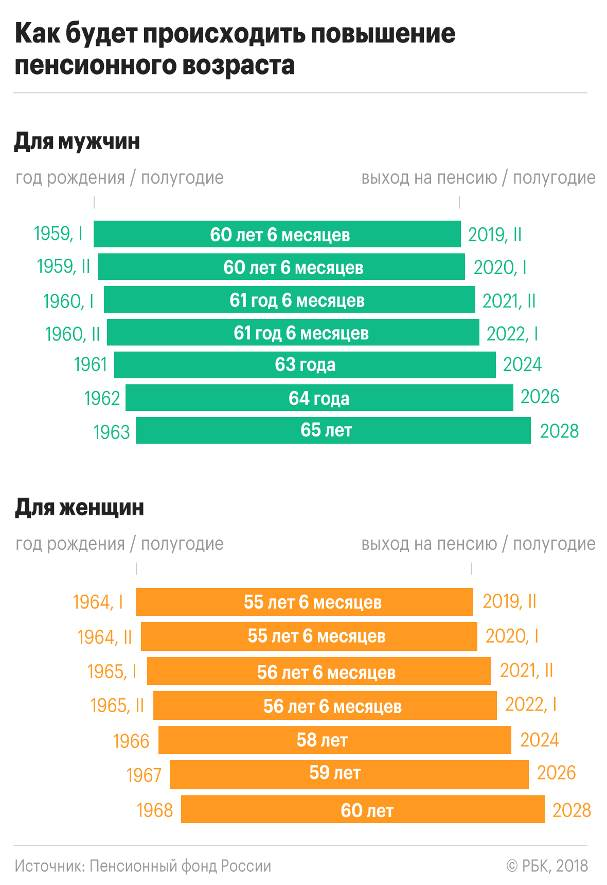 Как будет происходить повышение
пенсионного возраста
Для мужчин
год рождения / полугодие выход на пенсию / полугодие
1959, I 60 лет 6 месяцев 2019, II
1959, II 60 лет 6 месяцев 2020, I
1960, I 61 год 6 месяцев 2021, II
1960, II 61 год 6 месяцев 2022, I
1961 63 года 2024
1962 64 года 2026
1963 65 лет 2028
Для женщин
год рождения / полугодие выход на пенсию / полугодие
1964, I 55 лет 6 месяцев 2019, II
1964, II 55 лет 6 месяцев 2020, I
1965, I 56 лет 6 месяцев 2021, II
1965, II 56 лет 6 месяцев 2022, I
1966 58 лет 2024
1967 59 лет 2026
1968 60 лет 2028
Источник: Пенсионный фонд России © РБК, 2018